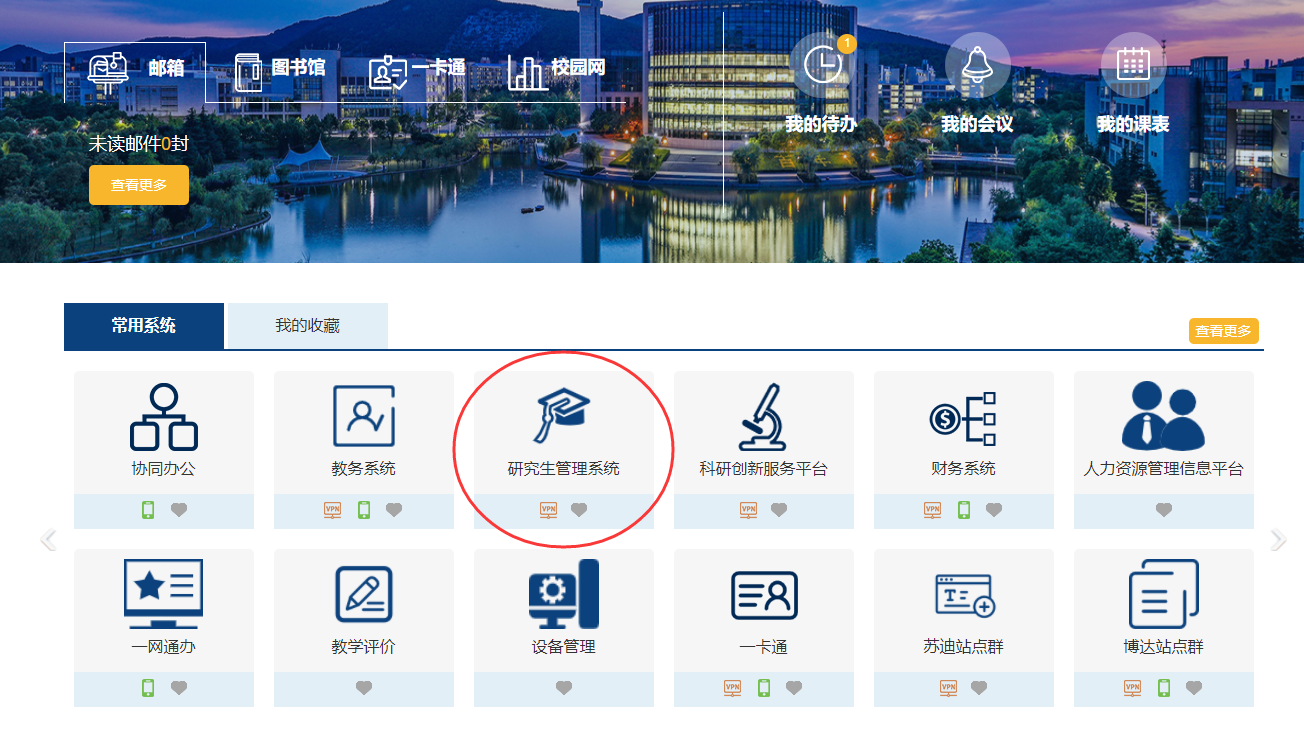 邮箱
图书馆
一卡通
校园网
1
我的待办
我的会议
我的课表
未读邮件0封
查看更多
常用系统
我的收藏
查看更多
协同办公
教务系统
研究生管理系统
科研创新服务平台
财务系统
人力资源管理信息平台
VPN
VPN
VPN
VPN
一网通办
教学评价
设备管理
一卡通
苏迪站点群
博达站点群
VPN
VPN
VPN